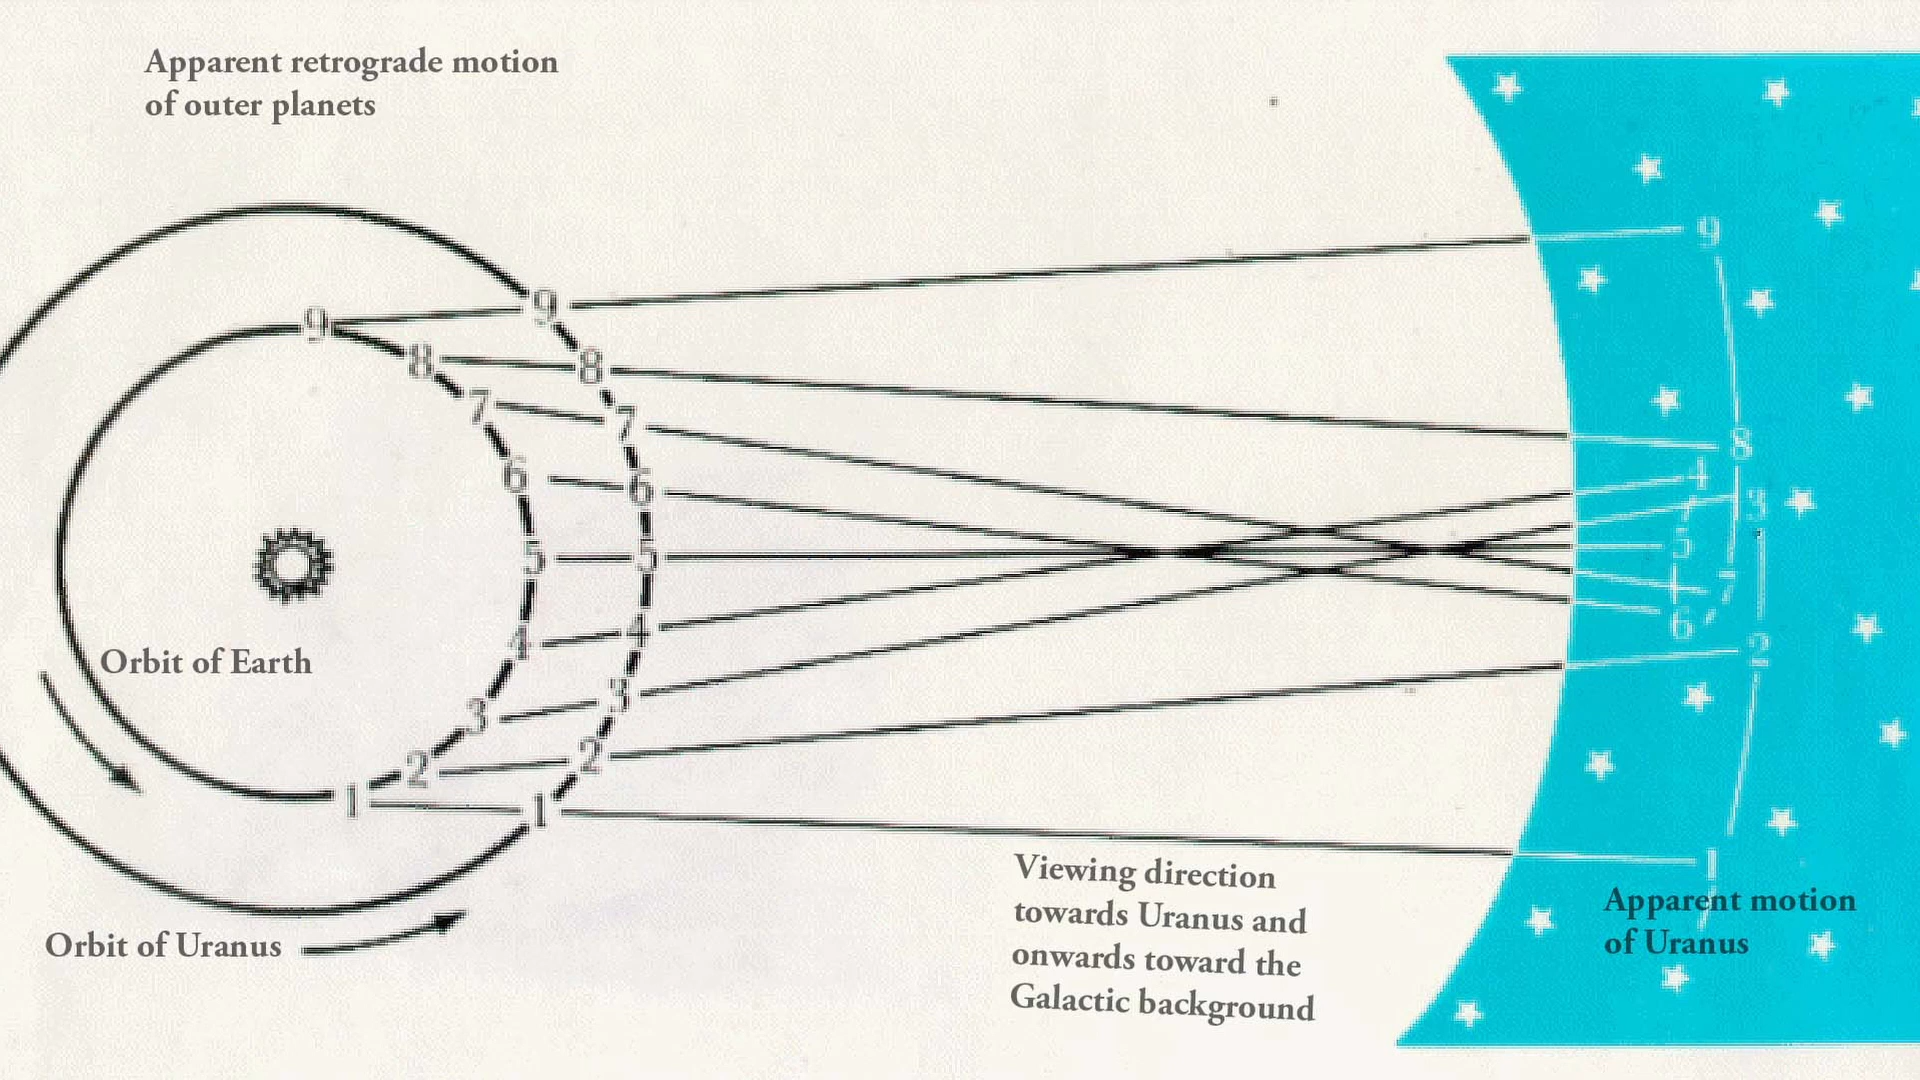 Apparent retrograde motion
of outer planets
9
9
9
8
8
8
7
7
7
6
6
6
5
5
5
4
4
4
3
3
3
2
2
2
1
1
1
Orbit of Earth
Orbit of Uranus
Viewing direction
towards Uranus and
onwards toward the
Galactic background
Apparent motion
of Uranus